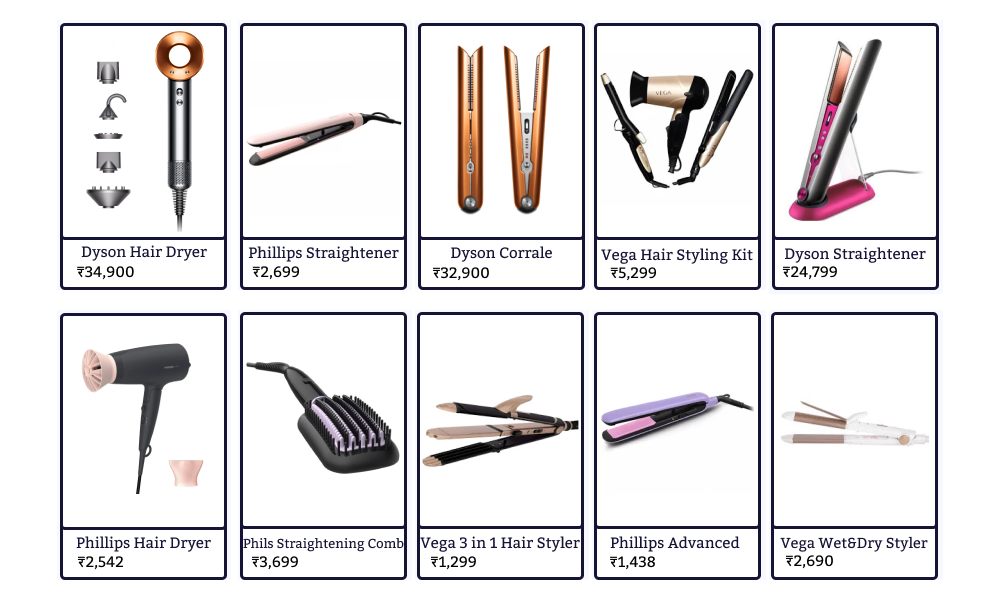 VEGA
Dyson Hair Dryer
₹34,900
Phillips Straightener
₹2,699
Dyson Corrale
₹32,900
Vega Hair Styling Kit
₹5,299
Dyson Straightener
₹24,799
Phillips Hair Dryer
₹2,542
Phils Straightening Comb
₹3,699
Vega 3 in 1 Hair Styler
₹1,299
Phillips Advanced
₹1,438
Vega Wet&Dry Styler
₹2,690